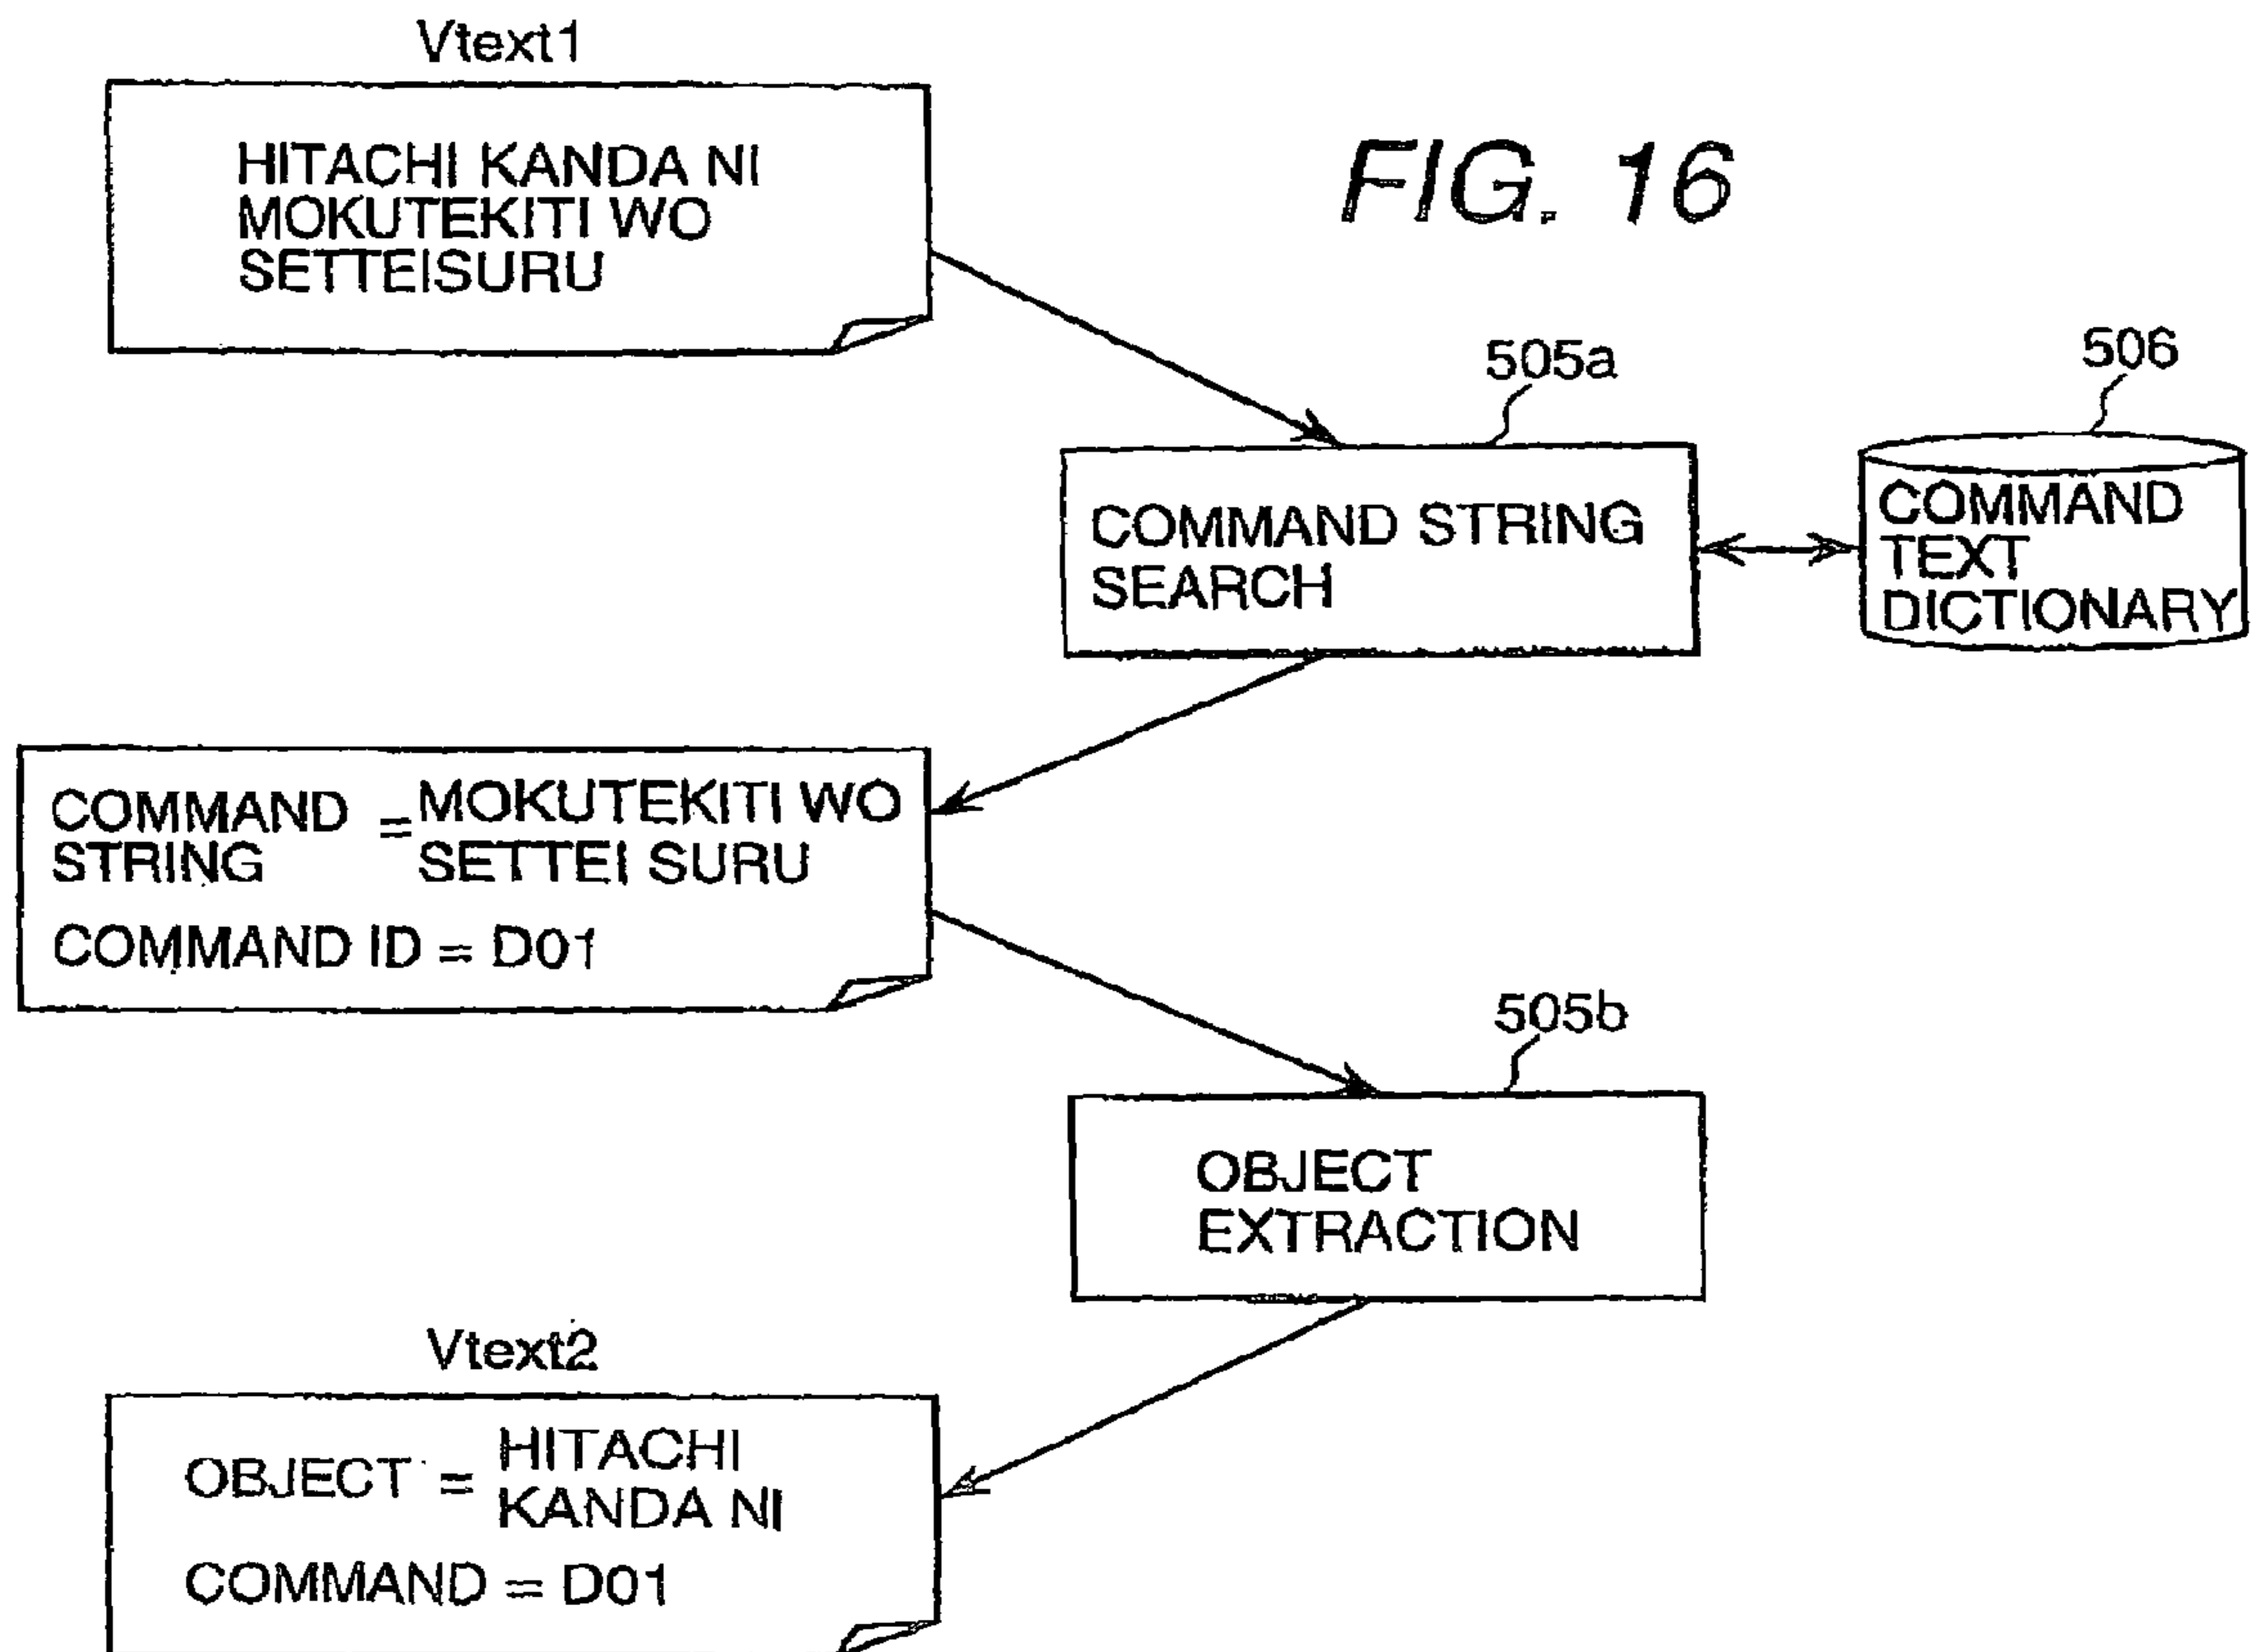 Vtext1
HITACHI KANDA NI
MOKUTEKITI WO
SETTEISURU
FIG. 16
505a
506
COMMAND STRING
SEARCH
COMMAND
TEXT
DICTIONARY
COMMAND STRING = MOKUTEKITI WO
SETTEI SURU
COMMAND ID = D01
505b
OBJECT
EXTRACTION
Vtext2
OBJECT = HITACHI
KANDA NI
COMMAND = D01